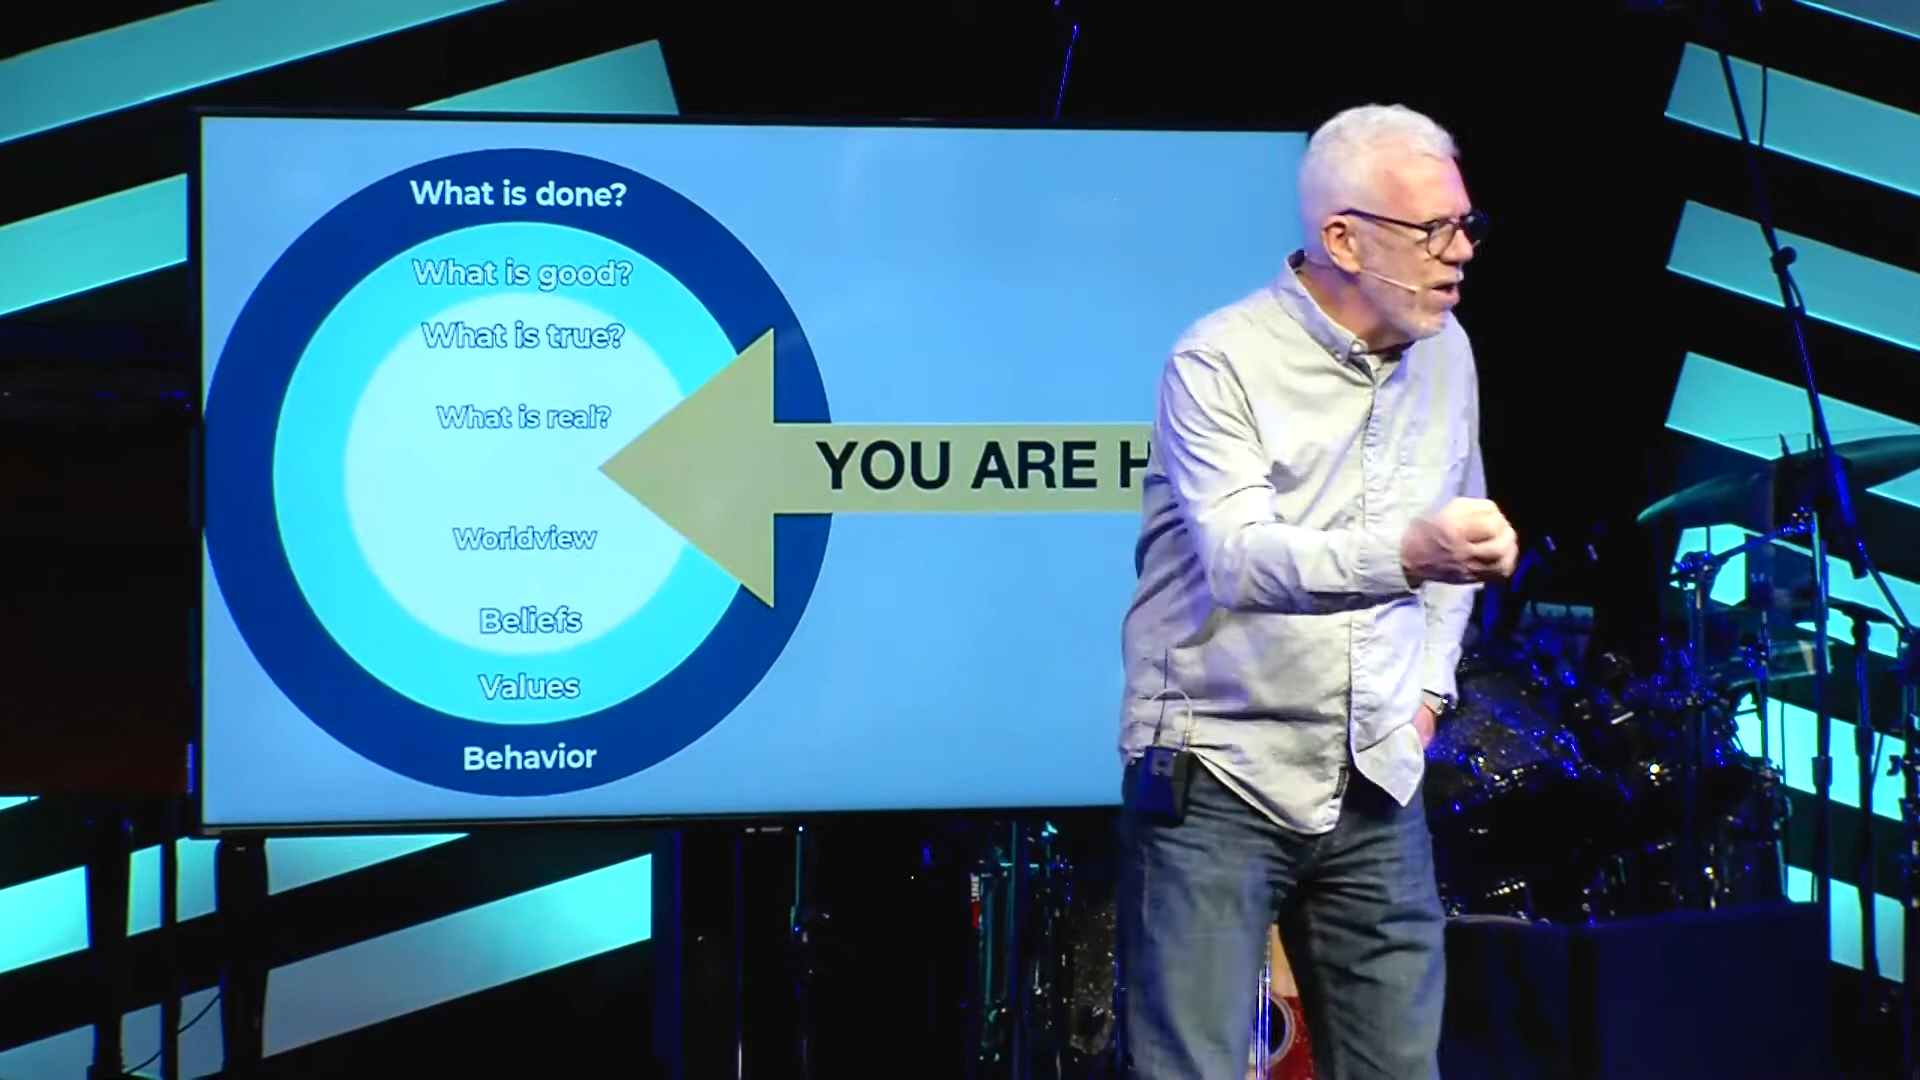 What is done?
What is good?
What is true?
What is real?
YOU ARE H
Worldview
Beliefs
Values
Behavior